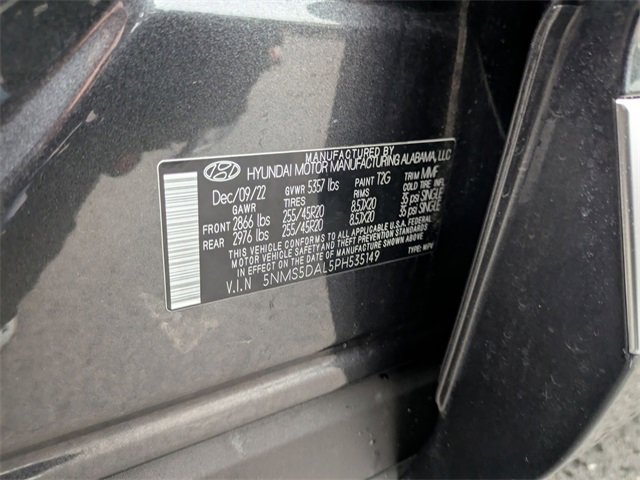 MANUFACTURED BY
HYUNDAI MOTOR MANUFACTURING ALABAMA, LLC
Dec/09/22 GVWR 5357 lbs PAINT T2G TRIM MMF
GAWR TIRES COLD TIRE INFL.
FRONT 2866 lbs 255/45R20 8.5JX20 35 psi SINGLE
REAR 2976 lbs 255/45R20 8.5JX20 35 psi SINGLE
THIS VEHICLE CONFORMS TO ALL APPLICABLE U.S.A. FEDERAL
MOTOR VEHICLE SAFETY AND THEFT PREVENTION STANDARDS
IN EFFECT ON THE DATE OF MANUFACTURE SHOWN ABOVE.
V.I.N 5NMS5DAL5PH535149 TYPE: MPV